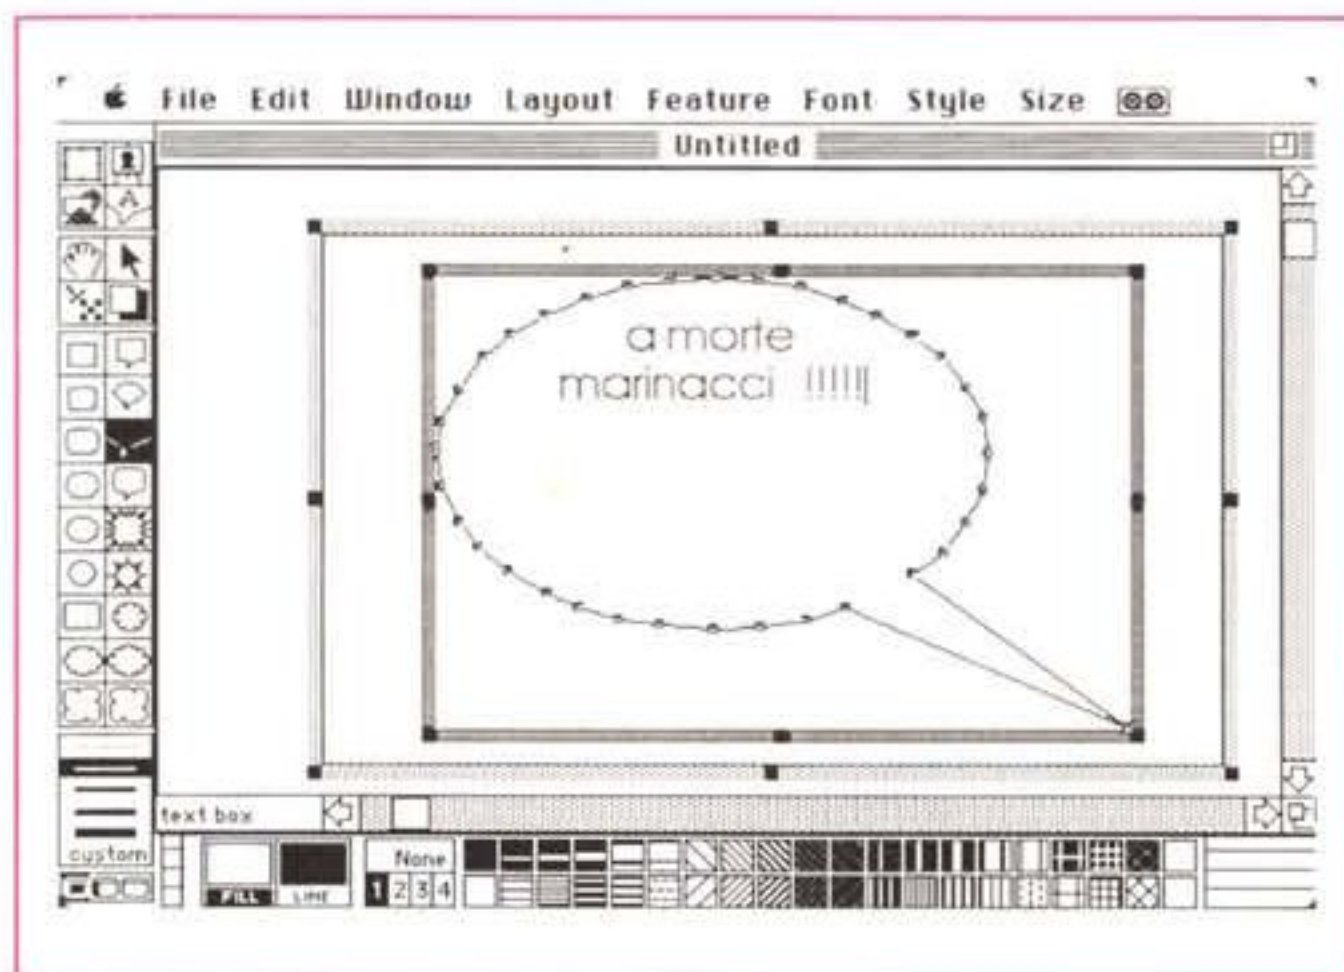 File Edit Window Layout Feature Font Style Size
Untitled
a morte
marinacci !!!!!
text box
custom
FILL LINE
None
1 2 3 4